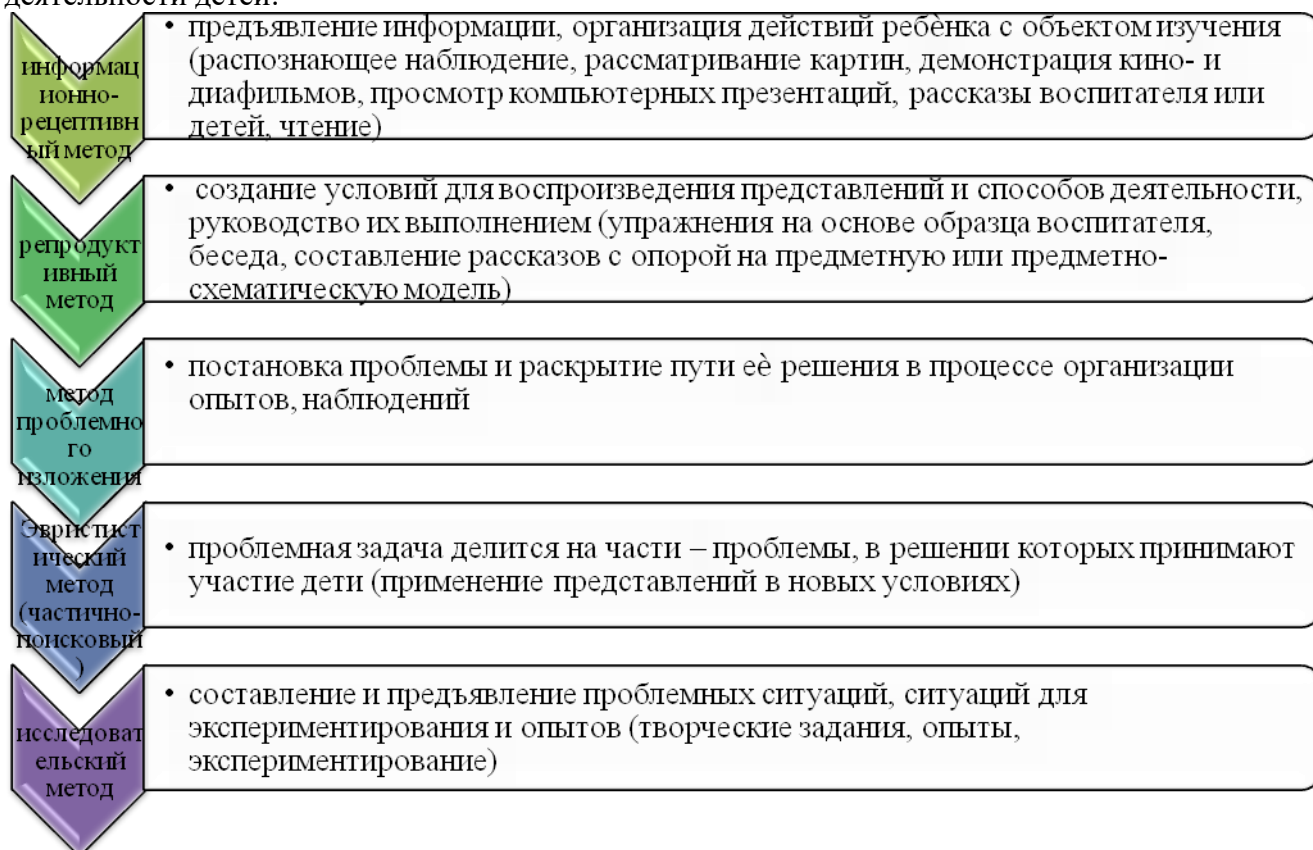 деятельности детей:
информац
ионно-
рецептивн
ый метод
• предъявление информации, организация действий ребѐнка с объектом изучения
(распознающее наблюдение, рассматривание картин, демонстрация кино- и
диафильмов, просмотр компьютерных презентаций, рассказы воспитателя или
детей, чтение)
репродукт
ивный
метод
• создание условий для воспроизведения представлений и способов деятельности,
руководство их выполнением (упражнения на основе образца воспитателя,
беседа, составление рассказов с опорой на предметную или предметно-
схематическую модель)
метод
проблемно
го
изложения
• постановка проблемы и раскрытие пути еѐ решения в процессе организации
опытов, наблюдений
Эвристист
ический
метод
(частично-
поисковый
)
• проблемная задача делится на части – проблемы, в решении которых принимают
участие дети (применение представлений в новых условиях)
исследоват
ельский
метод
• составление и предъявление проблемных ситуаций, ситуаций для
экспериментирования и опытов (творческие задания, опыты,
экспериментирование)